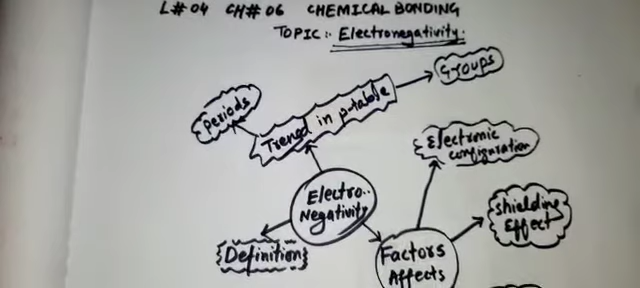 L#04 CH#06 CHEMICAL BONDING
TOPIC:. Electronegativity.
Groups
Periods
Trened in p-table
Electronic
configuration
Electro..
Negativity
Shielding
Effect
Definition
Factors
Affects